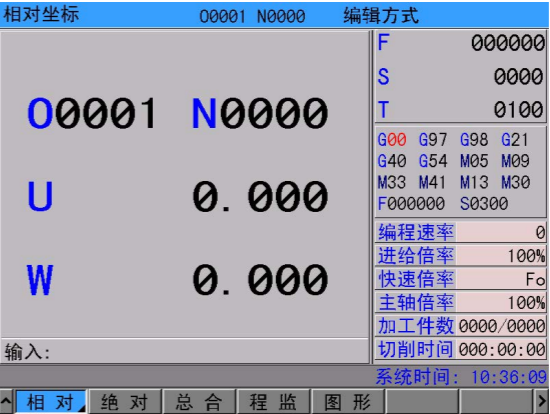 相对坐标 O0001 N0000 编辑方式
O0001 N0000
U 0.000
W 0.000
输入:
F 000000
S 0000
T 0100
G00 G97 G98 G21
G40 G54 M05 M09
M33 M41 M13 M30
F000000 S0300
编程速率 0
进给倍率 100%
快速倍率 Fo
主轴倍率 100%
加工件数 0000/0000
切削时间 000:00:00
系统时间: 10:36:09
相对 绝对 总合 程监 图形